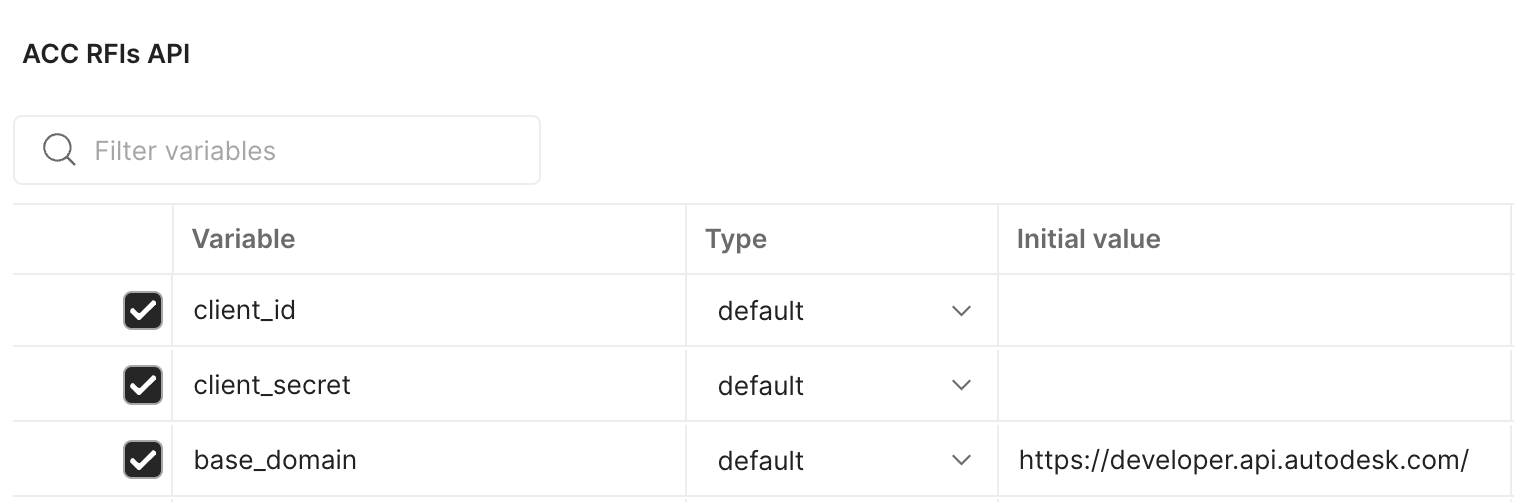 ACC RFIs API
Filter variables
Variable Type Initial value
client_id default
client_secret default
base_domain default https://developer.api.autodesk.com/